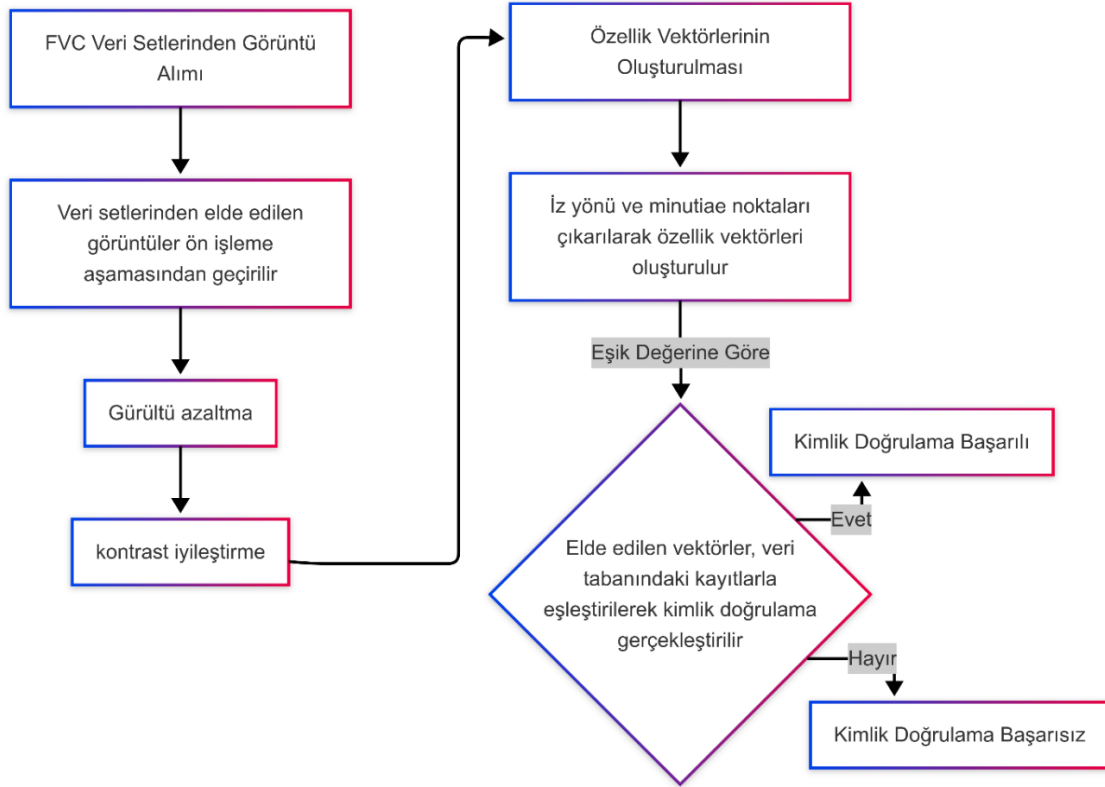 FVC Veri Setlerinden Görüntü
Alımı
Veri setlerinden elde edilen
görüntüler ön işleme
aşamasından geçirilir
Gürültü azaltma
kontrast iyileştirme
Özellik Vektörlerinin
Oluşturulması
İz yönü ve minutiae noktaları
çıkarılarak özellik vektörleri
oluşturulur
Eşik Değerine Göre
Elde edilen vektörler, veri
tabanındaki kayıtlarla
eşleştirilerek kimlik doğrulama
gerçekleştirilir
Evet
Kimlik Doğrulama Başarılı
Hayır
Kimlik Doğrulama Başarısız